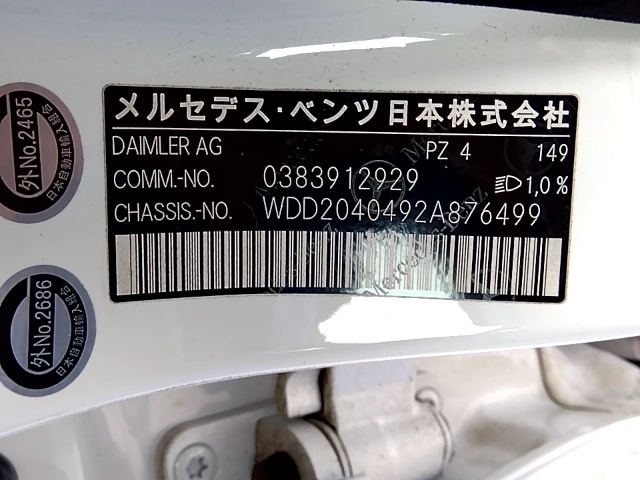 メルセデス・ベンツ日本株式会社
DAIMLER AG PZ 4 149
COMM.-NO. 0383912929 1,0%
CHASSIS.-NO. WDD2040492A876499
Mercedes-Benz
外No.2465
日本自動車輸入組合
外No.2686
日本自動車輸入組合